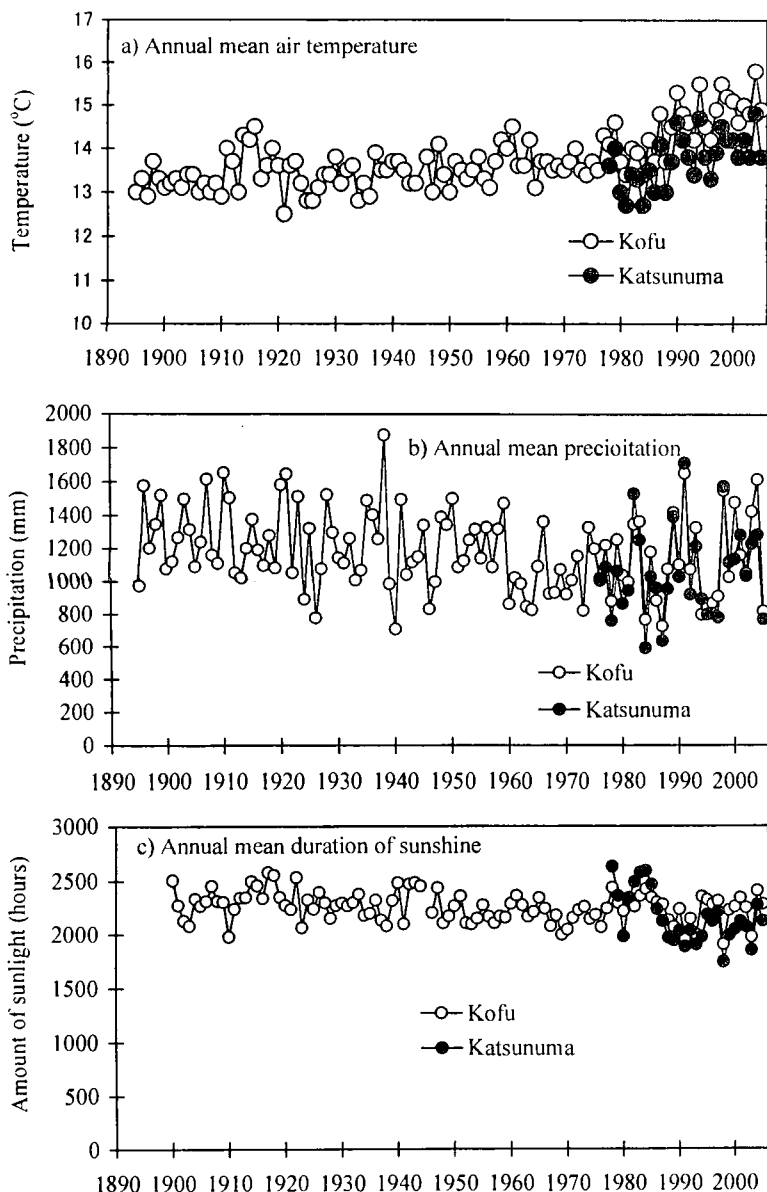 a) Annual mean air temperature
Temperature (°C)
17
16
15
14
13
12
11
10
Kofu
Katsunuma
1890 1900 1910 1920 1930 1940 1950 1960 1970 1980 1990 2000
b) Annual mean precioitation
Precipitation (mm)
2000
1800
1600
1400
1200
1000
800
600
400
200
0
Kofu
Katsunuma
1890 1900 1910 1920 1930 1940 1950 1960 1970 1980 1990 2000
c) Annual mean duration of sunshine
Amount of sunlight (hours)
3000
2500
2000
1500
1000
500
0
Kofu
Katsunuma
1890 1900 1910 1920 1930 1940 1950 1960 1970 1980 1990 2000